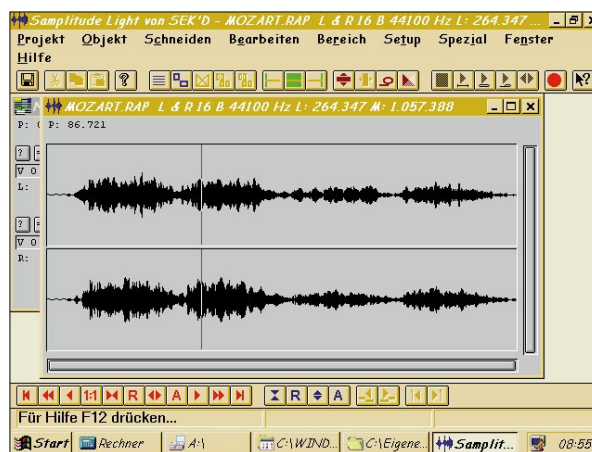 Samplitude Light von SEK'D - MOZART.RAP L & R 16 B 44100 Hz L: 264.347 ...
Projekt Objekt Schneiden Bearbeiten Bereich Setup Spezial Fenster
Hilfe
MOZART.RAP L & R 16 B 44100 Hz L: 264.347 M: 1.057.388
P: P: 86.721
? 
V 0
L:
?
V 0
R:
1:1 R A R A
Für Hilfe F12 drücken...
Start Rechner A:\ C:\WIND... C:\Eigene... Samplit... 08:55